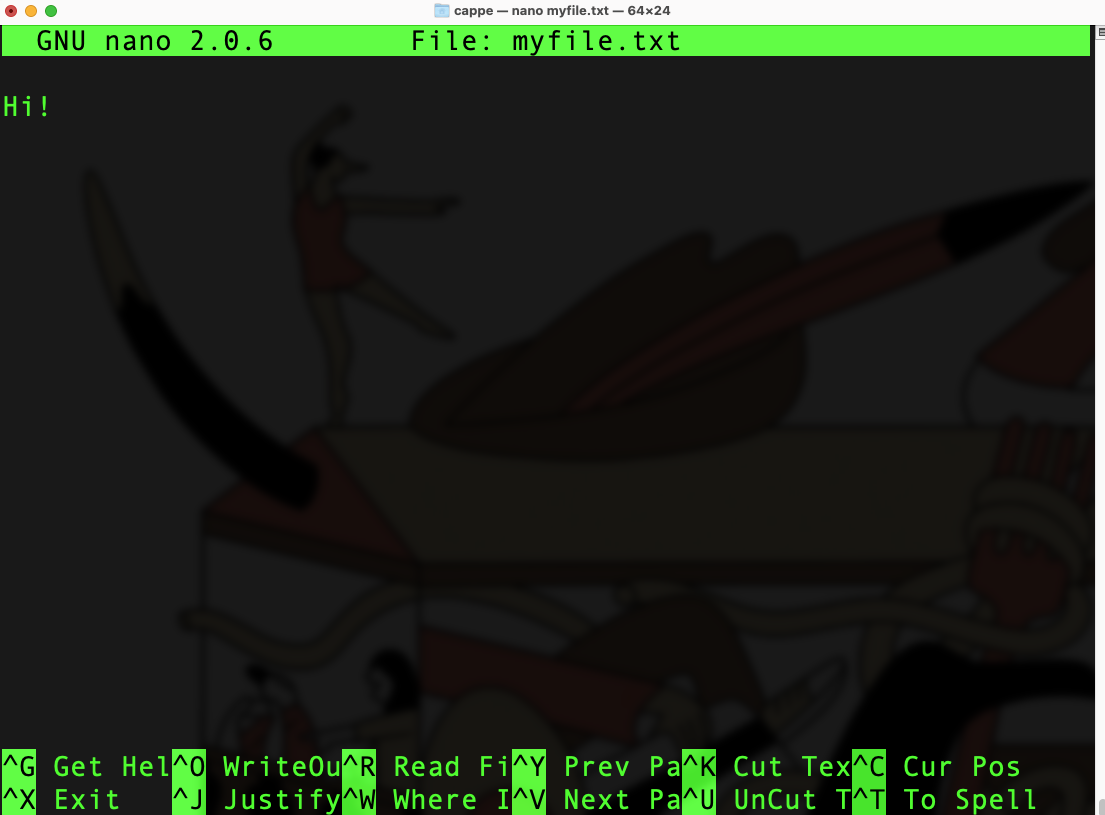 cappe — nano myfile.txt — 64×24
GNU nano 2.0.6 File: myfile.txt
Hi!
^G Get Hel^O WriteOu^R Read Fi^Y Prev Pa^K Cut Tex^C Cur Pos
^X Exit ^J Justify^W Where I^V Next Pa^U UnCut T^T To Spell